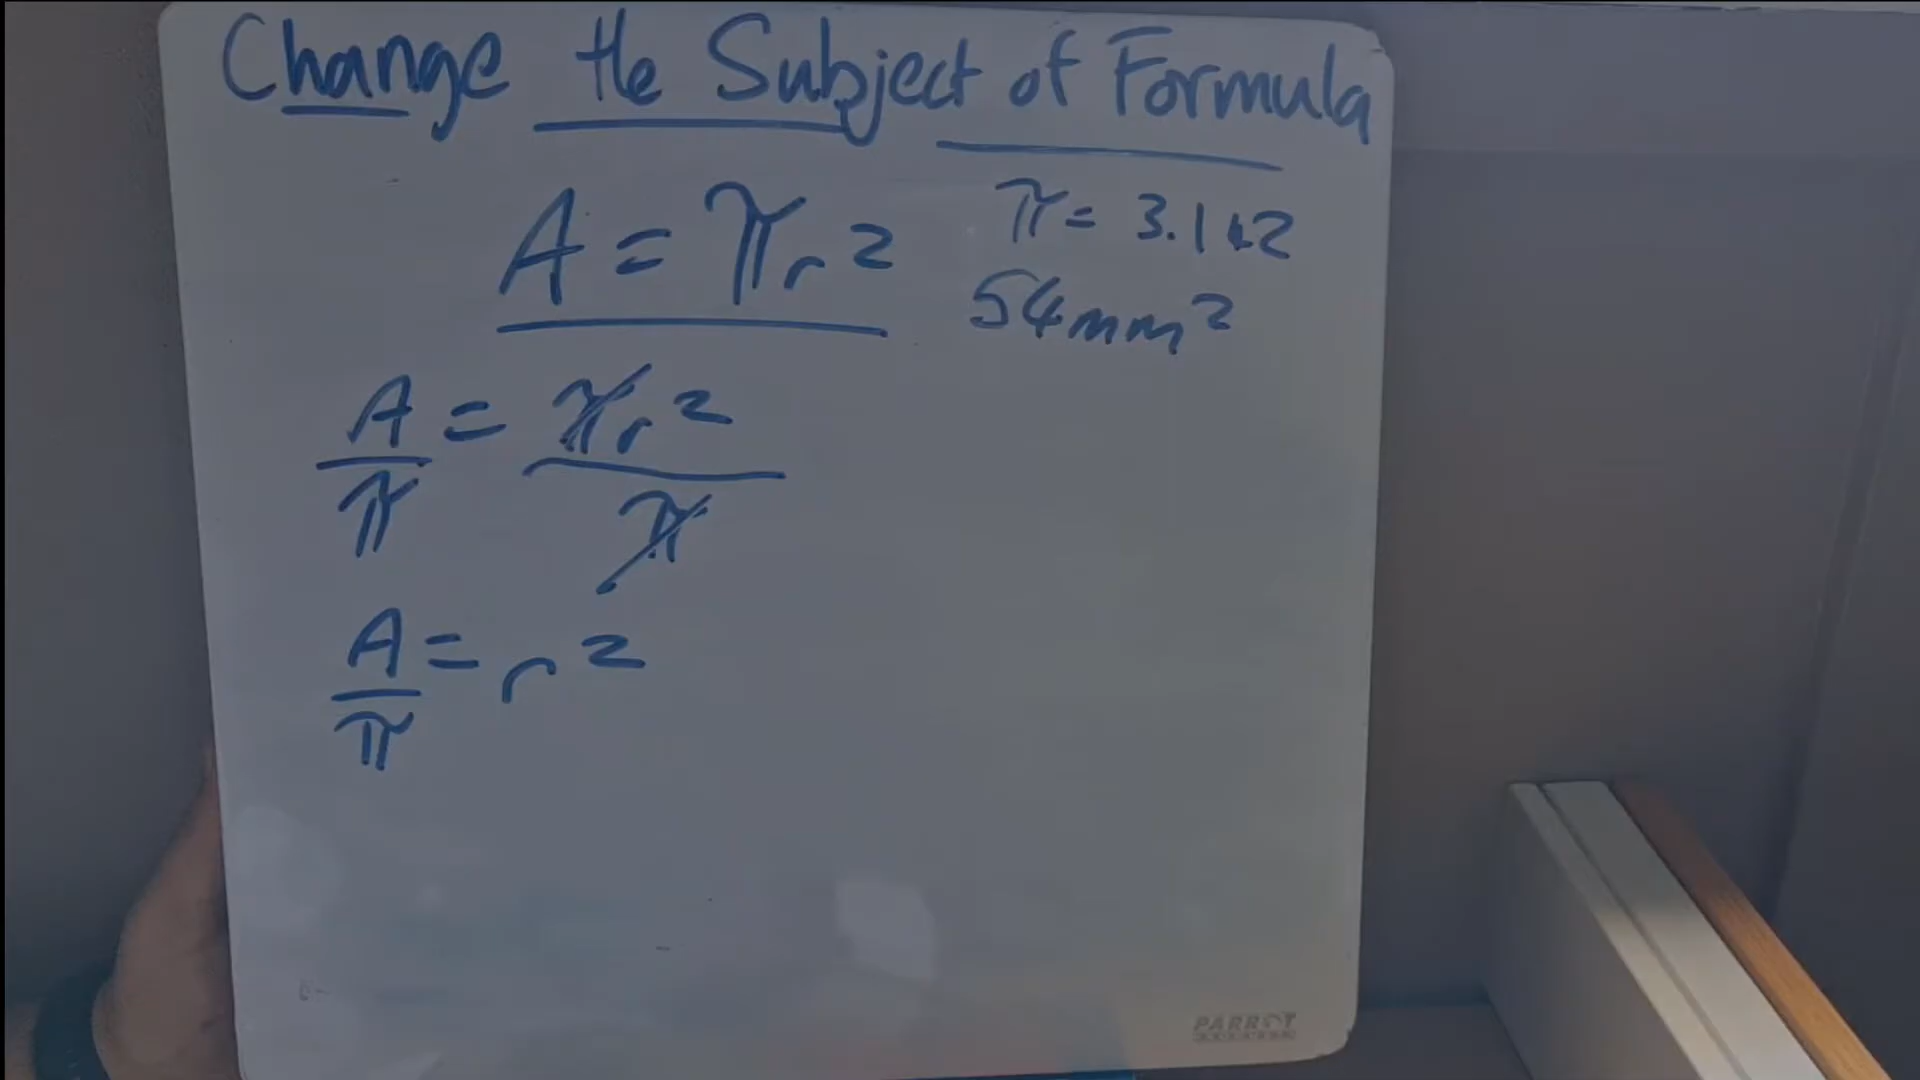 Change the Subject of Formula
A = πr²
π = 3.142
54mm²
A/π = πr²/π
A/π = r²
PARROT